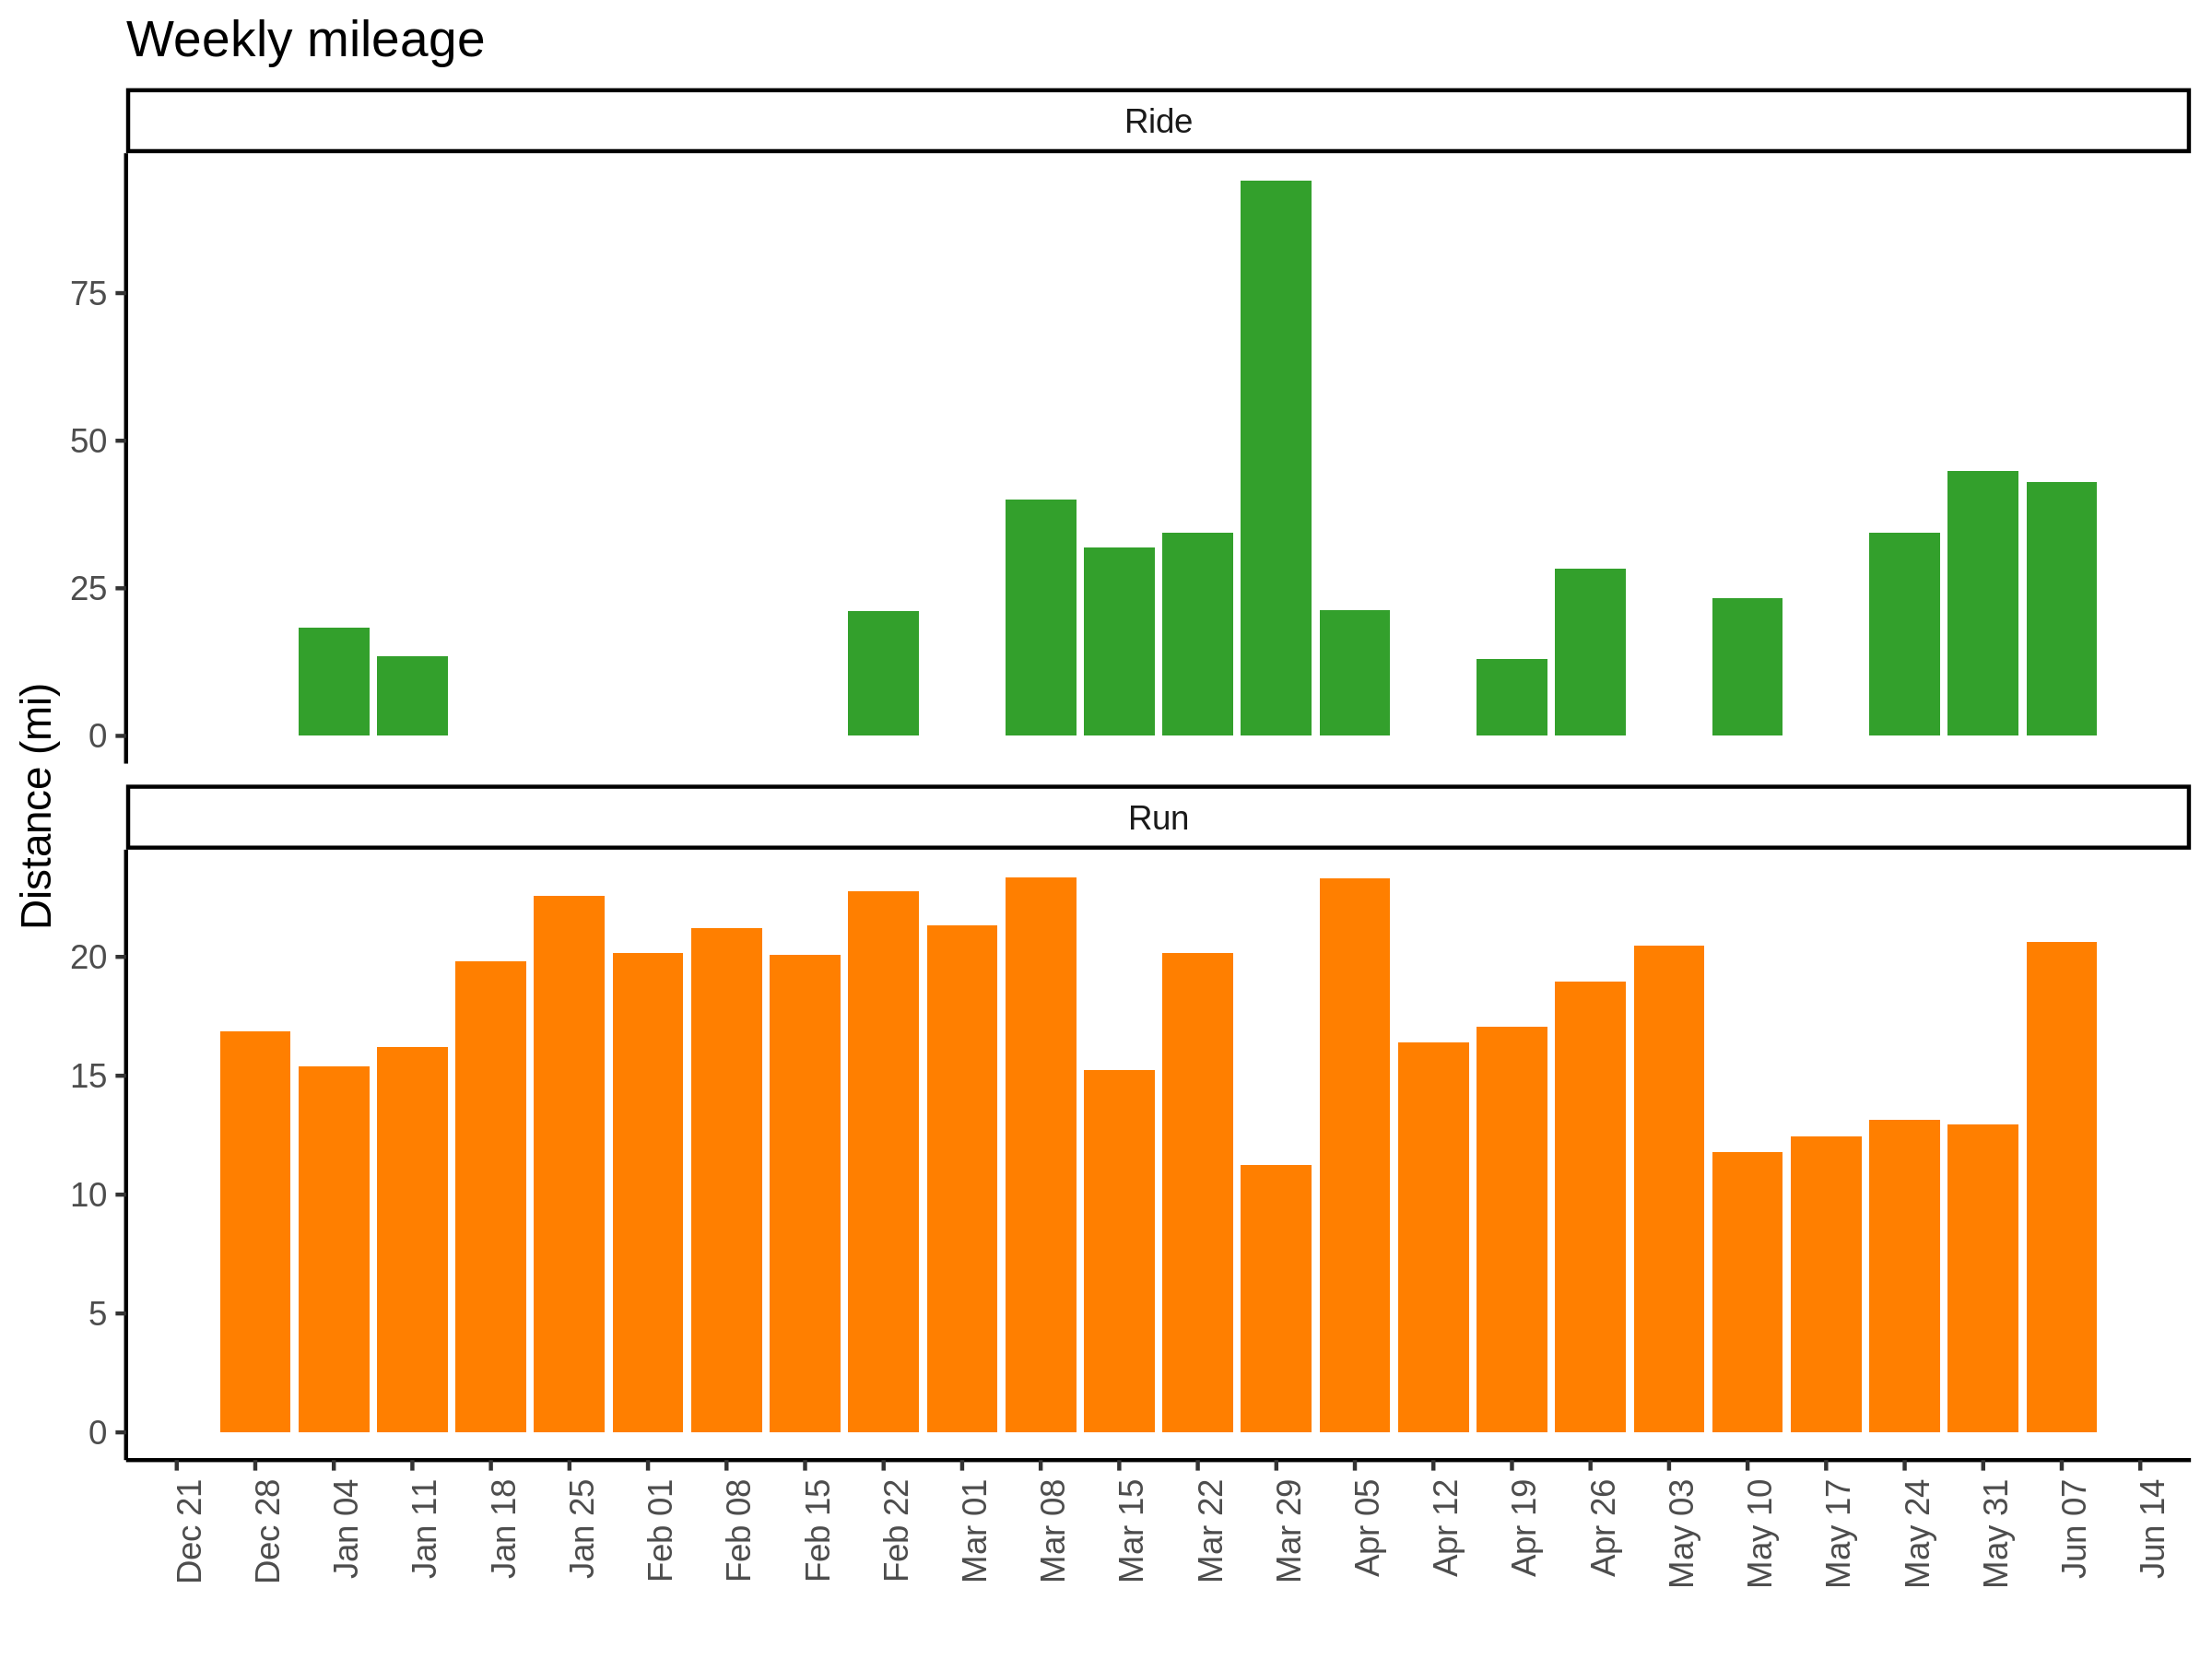 Weekly mileage
Ride
75
50
25
0
Distance (mi)
Run
20
15
10
5
0
Dec 21
Dec 28
Jan 04
Jan 11
Jan 18
Jan 25
Feb 01
Feb 08
Feb 15
Feb 22
Mar 01
Mar 08
Mar 15
Mar 22
Mar 29
Apr 05
Apr 12
Apr 19
Apr 26
May 03
May 10
May 17
May 24
May 31
Jun 07
Jun 14